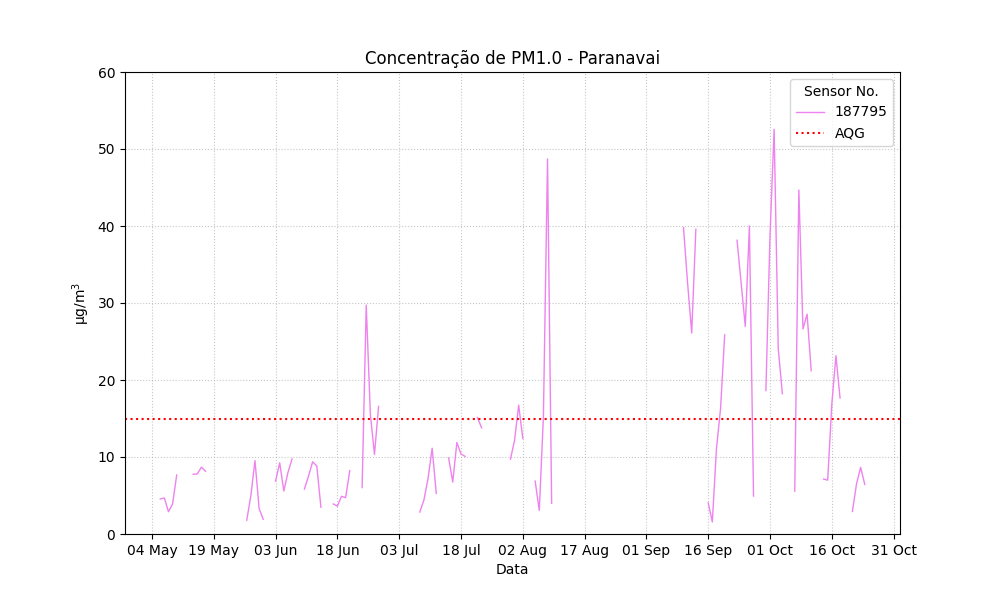 Concentração de PM1.0 - Paranavai
Sensor No.
187795
AQG
60
50
40
30
20
10
0
µg/m³
04 May 19 May 03 Jun 18 Jun 03 Jul 18 Jul 02 Aug 17 Aug 01 Sep 16 Sep 01 Oct 16 Oct 31 Oct
Data